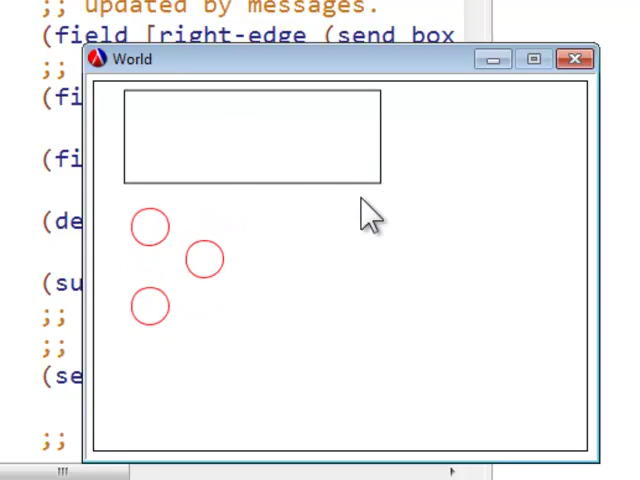 ;; updated by messages.
(field [right-edge (send box
World
;;
(fi
(fi
(de
(su
;;
;;
(se
;;